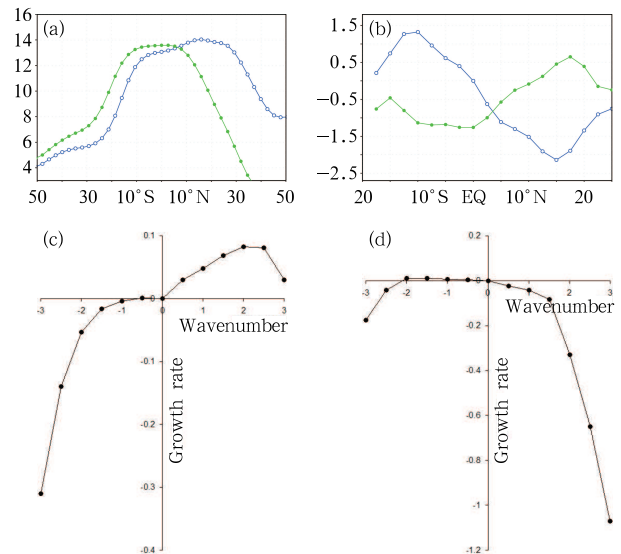 (a)
16
14
12
10
8
6
4
50 30 10°S 10°N 30 50
(b)
1.5
0.5
−0.5
−1.5
−2.5
20 10°S EQ 10°N 20
(c)
0.1
0
-0.1
-0.2
-0.3
-0.4
-3 -2 -1 0 1 2 3
Wavenumber
Growth rate
(d)
0.2
0
-0.2
-0.4
-0.6
-0.8
-1
-1.2
-3 -2 -1 0 1 2 3
Wavenumber
Growth rate